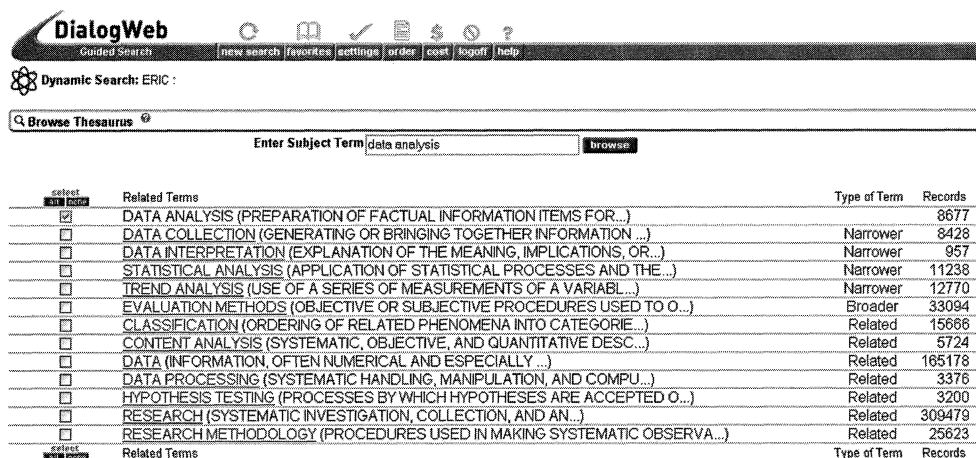 DialogWeb
Guided Search
new search favorites settings order cost logoff help
Dynamic Search: ERIC :
Browse Thesaurus ?
Enter Subject Term data analysis browse
select
all none Related Terms Type of Term Records
DATA ANALYSIS (PREPARATION OF FACTUAL INFORMATION ITEMS FOR...) 8677
DATA COLLECTION (GENERATING OR BRINGING TOGETHER INFORMATION ...) Narrower 8428
DATA INTERPRETATION (EXPLANATION OF THE MEANING, IMPLICATIONS, OR...) Narrower 957
STATISTICAL ANALYSIS (APPLICATION OF STATISTICAL PROCESSES AND THE...) Narrower 11238
TREND ANALYSIS (USE OF A SERIES OF MEASUREMENTS OF A VARIABL...) Narrower 12770
EVALUATION METHODS (OBJECTIVE OR SUBJECTIVE PROCEDURES USED TO O...) Broader 33094
CLASSIFICATION (ORDERING OF RELATED PHENOMENA INTO CATEGORIE...) Related 15666
CONTENT ANALYSIS (SYSTEMATIC, OBJECTIVE, AND QUANTITATIVE DESC...) Related 5724
DATA (INFORMATION, OFTEN NUMERICAL AND ESPECIALLY ...) Related 165178
DATA PROCESSING (SYSTEMATIC HANDLING, MANIPULATION, AND COMPU...) Related 3376
HYPOTHESIS TESTING (PROCESSES BY WHICH HYPOTHESES ARE ACCEPTED O...) Related 3200
RESEARCH (SYSTEMATIC INVESTIGATION, COLLECTION, AND AN...) Related 309479
RESEARCH METHODOLOGY (PROCEDURES USED IN MAKING SYSTEMATIC OBSERVA...) Related 25623
select
all none Related Terms Type of Term Records